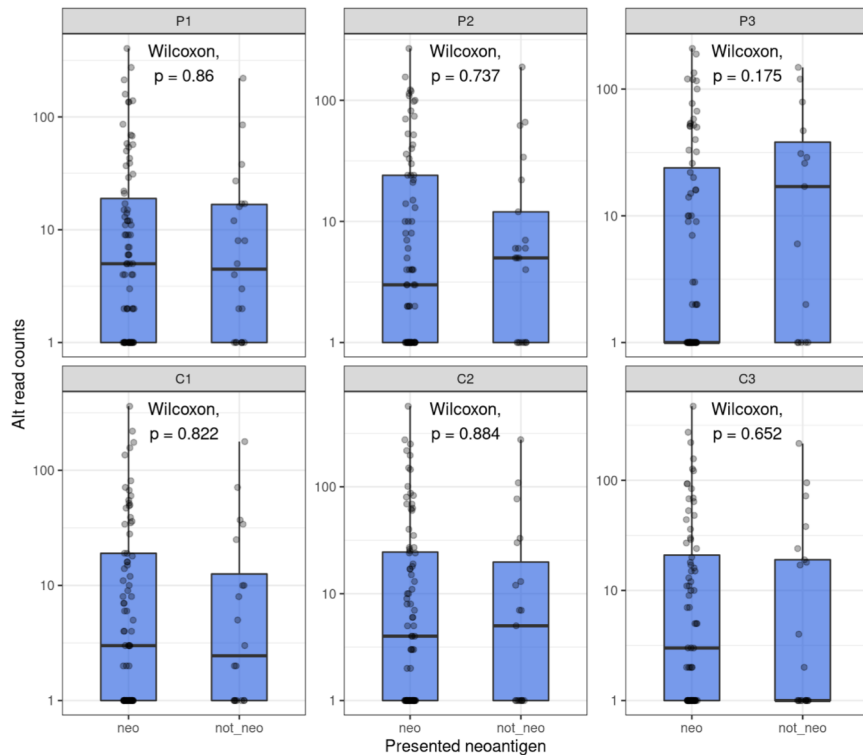 P1
P2
P3
Wilcoxon,
p = 0.86
Wilcoxon,
p = 0.737
Wilcoxon,
p = 0.175
100
10
1
100
10
1
100
10
1
Alt read counts
C1
C2
C3
Wilcoxon,
p = 0.822
Wilcoxon,
p = 0.884
Wilcoxon,
p = 0.652
100
10
1
100
10
1
100
10
1
neo
not_neo
neo
not_neo
neo
not_neo
Presented neoantigen